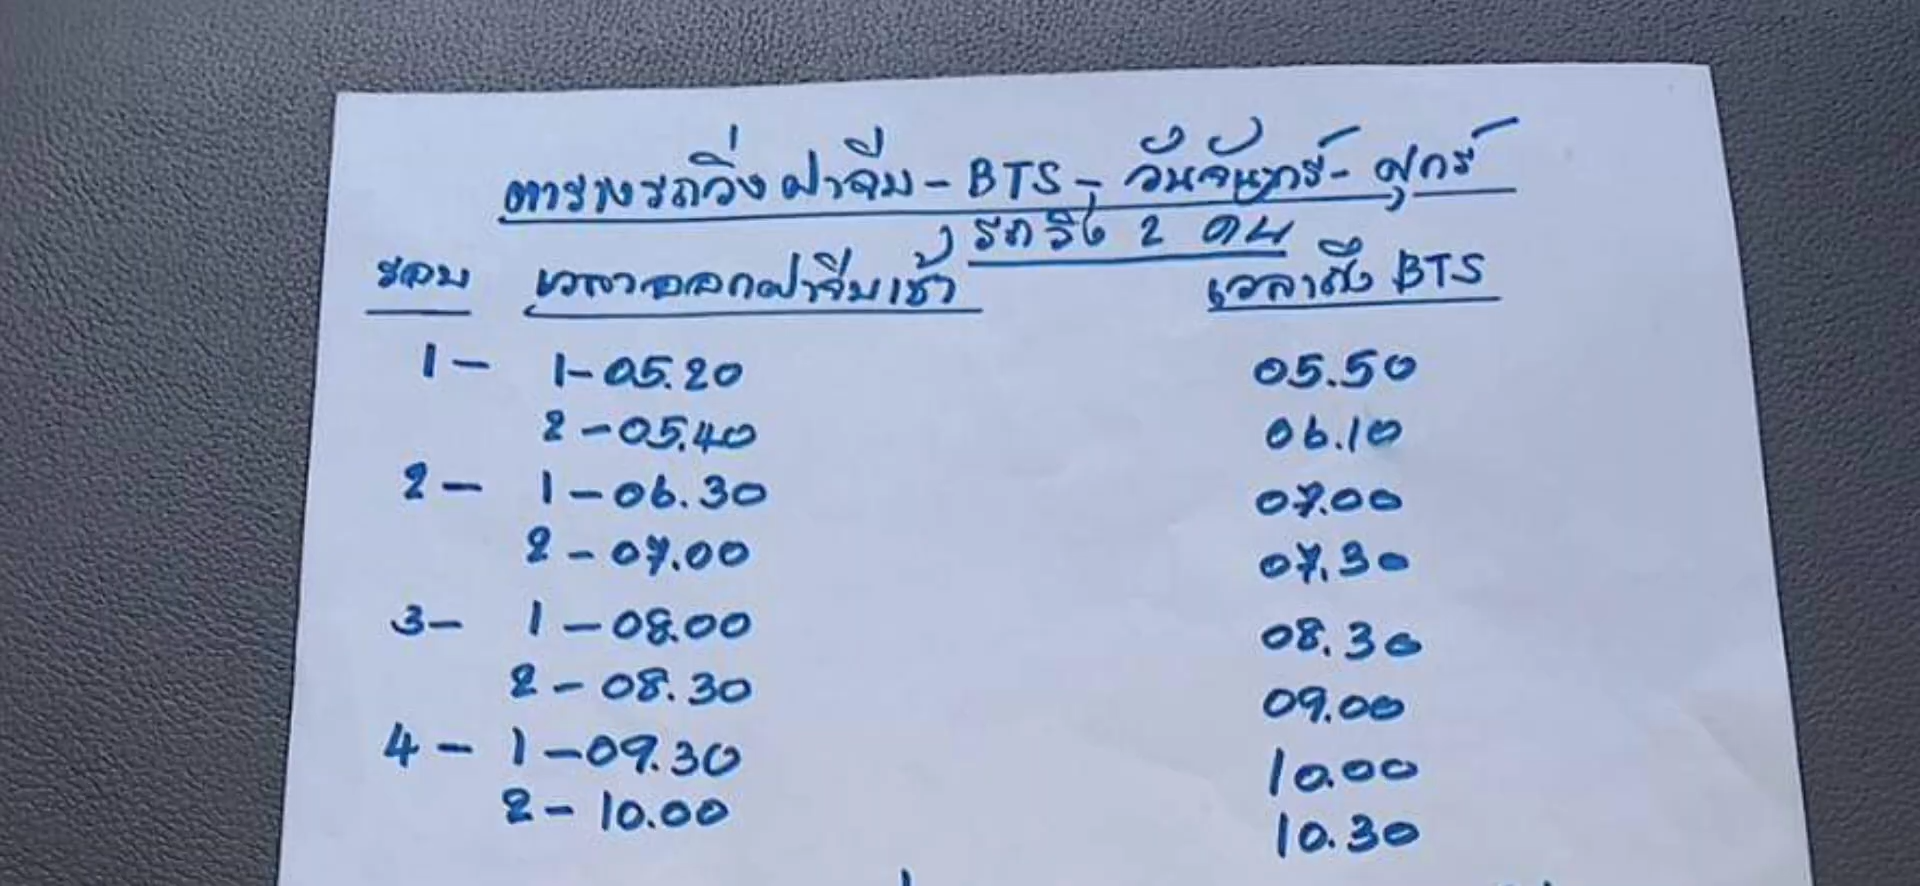 ตารางรถวิ่งฝาจีบ - BTS - วันจันทร์ - ศุกร์
รถวิ่ง 2 คน
รอบ เวลาออกฝาจีบเช้า เวลาถึง BTS
1 - 1 - 05.20 05.50
2 - 05.40 06.10
2 - 1 - 06.30 07.00
2 - 07.00 07.30
3 - 1 - 08.00 08.30
2 - 08.30 09.00
4 - 1 - 09.30 10.00
2 - 10.00 10.30